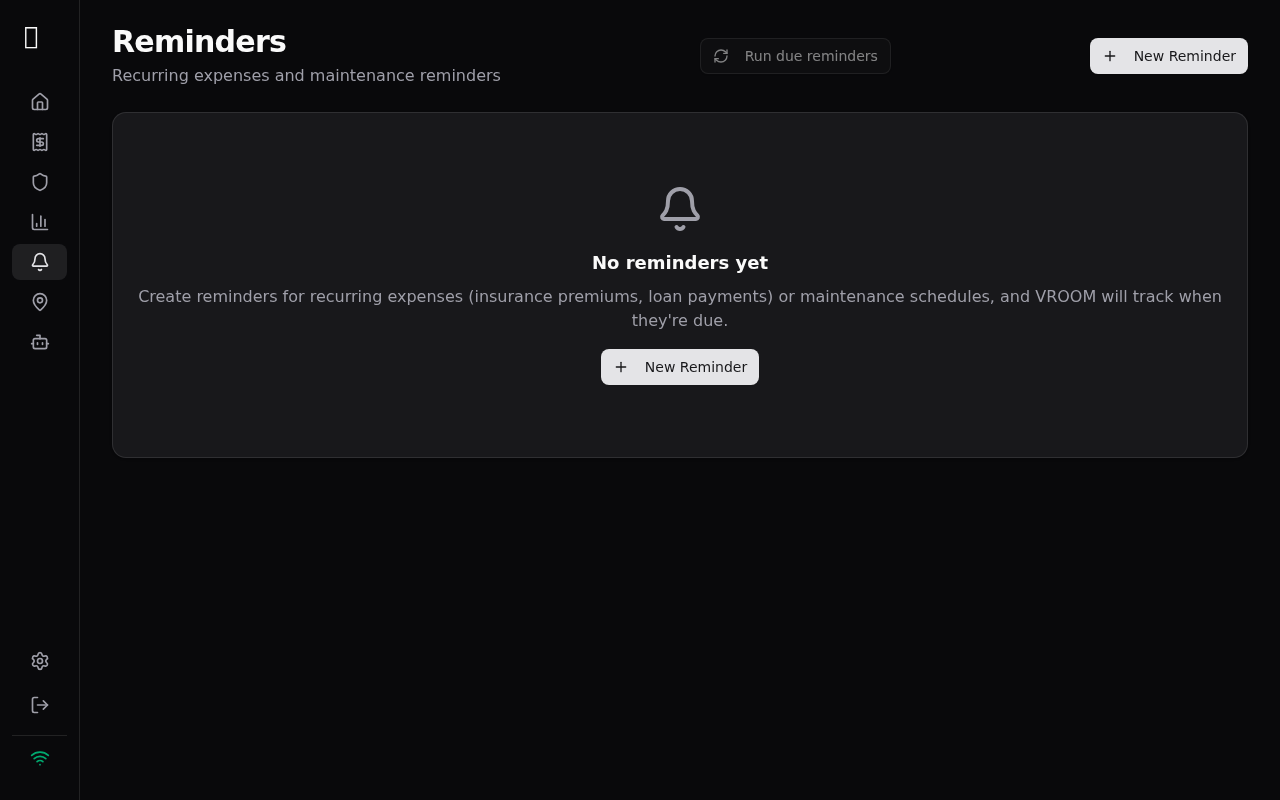 Reminders
Recurring expenses and maintenance reminders
Run due reminders
New Reminder
No reminders yet
Create reminders for recurring expenses (insurance premiums, loan payments) or maintenance schedules, and VROOM will track when
they're due.
New Reminder